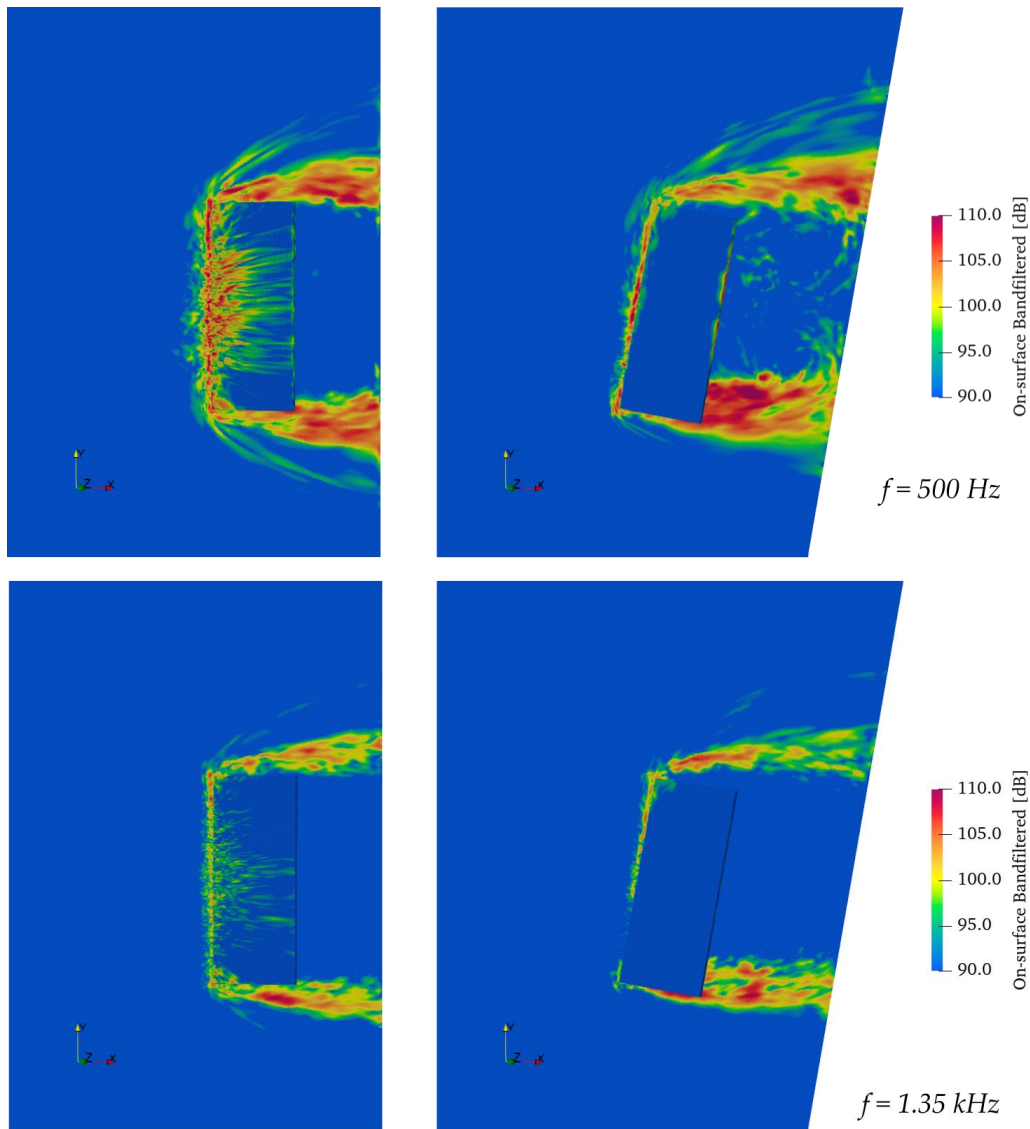 110.0
105.0
100.0
95.0
90.0
On-surface Bandfiltered [dB]
Y
Z
X
Y
Z
X
f = 500 Hz
110.0
105.0
100.0
95.0
90.0
On-surface Bandfiltered [dB]
Y
Z
X
Y
Z
X
f = 1.35 kHz